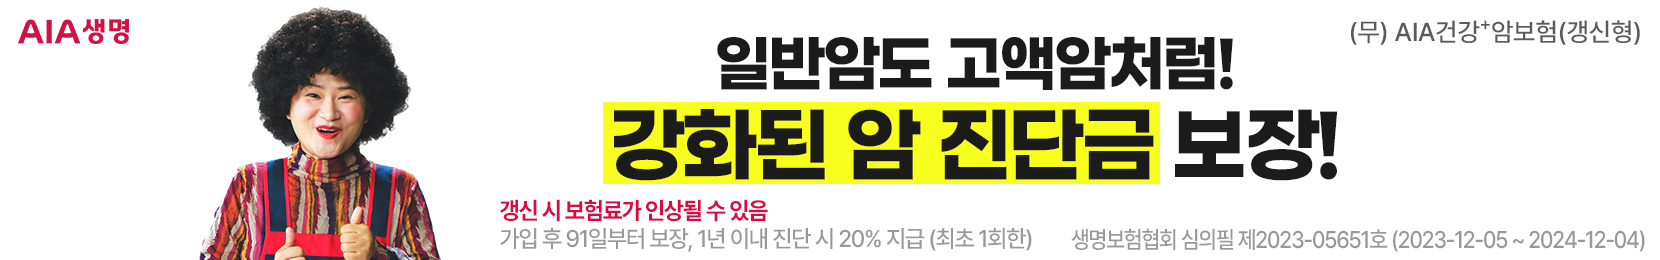 AIA생명
(무) AIA건강⁺암보험(갱신형)
일반암도 고액암처럼!
강화된 암 진단금 보장!
갱신 시 보험료가 인상될 수 있음
가입 후 91일부터 보장, 1년 이내 진단 시 20% 지급 (최초 1회한)
생명보험협회 심의필 제2023-05651호 (2023-12-05 ~ 2024-12-04)